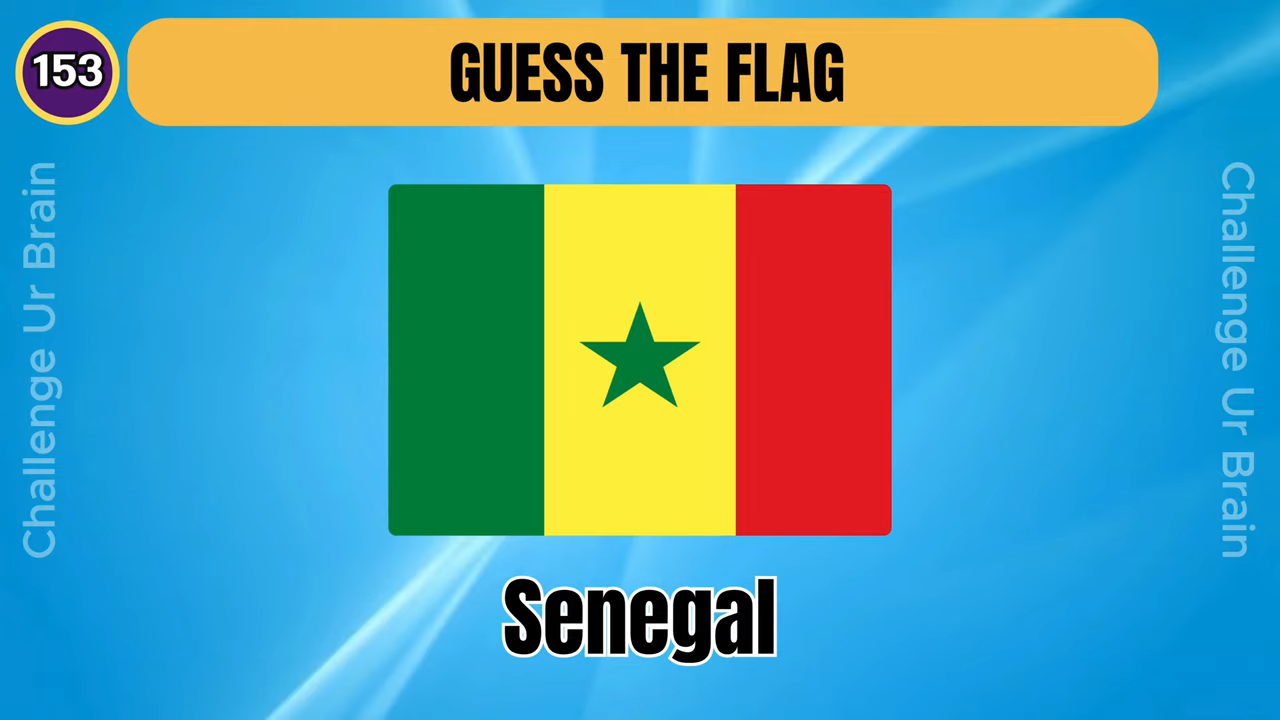 153
GUESS THE FLAG
Challenge Ur Brain
Challenge Ur Brain
Senegal